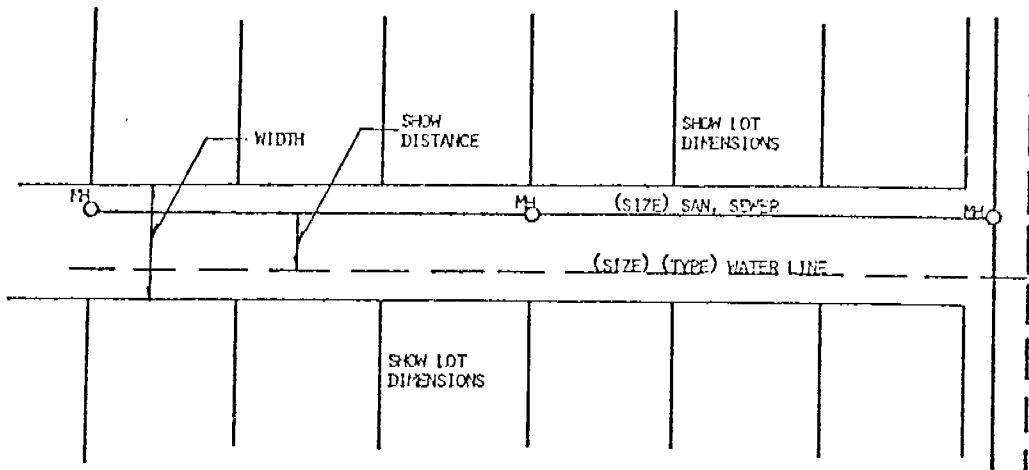 WIDTH
SHOW
DISTANCE
SHOW LOT
DIMENSIONS
MH
MH
(SIZE) SAN, SEWER
MH
(SIZE) (TYPE) WATER LINE
SHOW LOT
DIMENSIONS